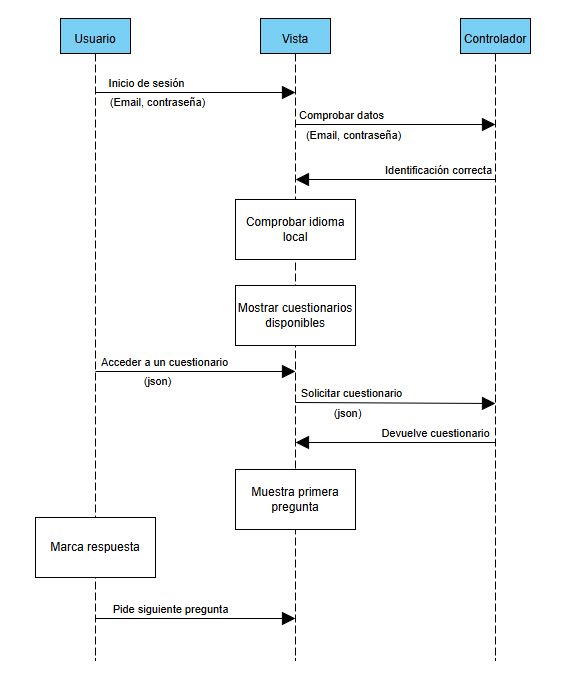 Usuario
Vista
Controlador
Inicio de sesión
(Email, contraseña)
Comprobar datos
(Email, contraseña)
Identificación correcta
Comprobar idioma
local
Mostrar cuestionarios
disponibles
Acceder a un cuestionario
(json)
Solicitar cuestionario
(json)
Devuelve cuestionario
Muestra primera
pregunta
Marca respuesta
Pide siguiente pregunta